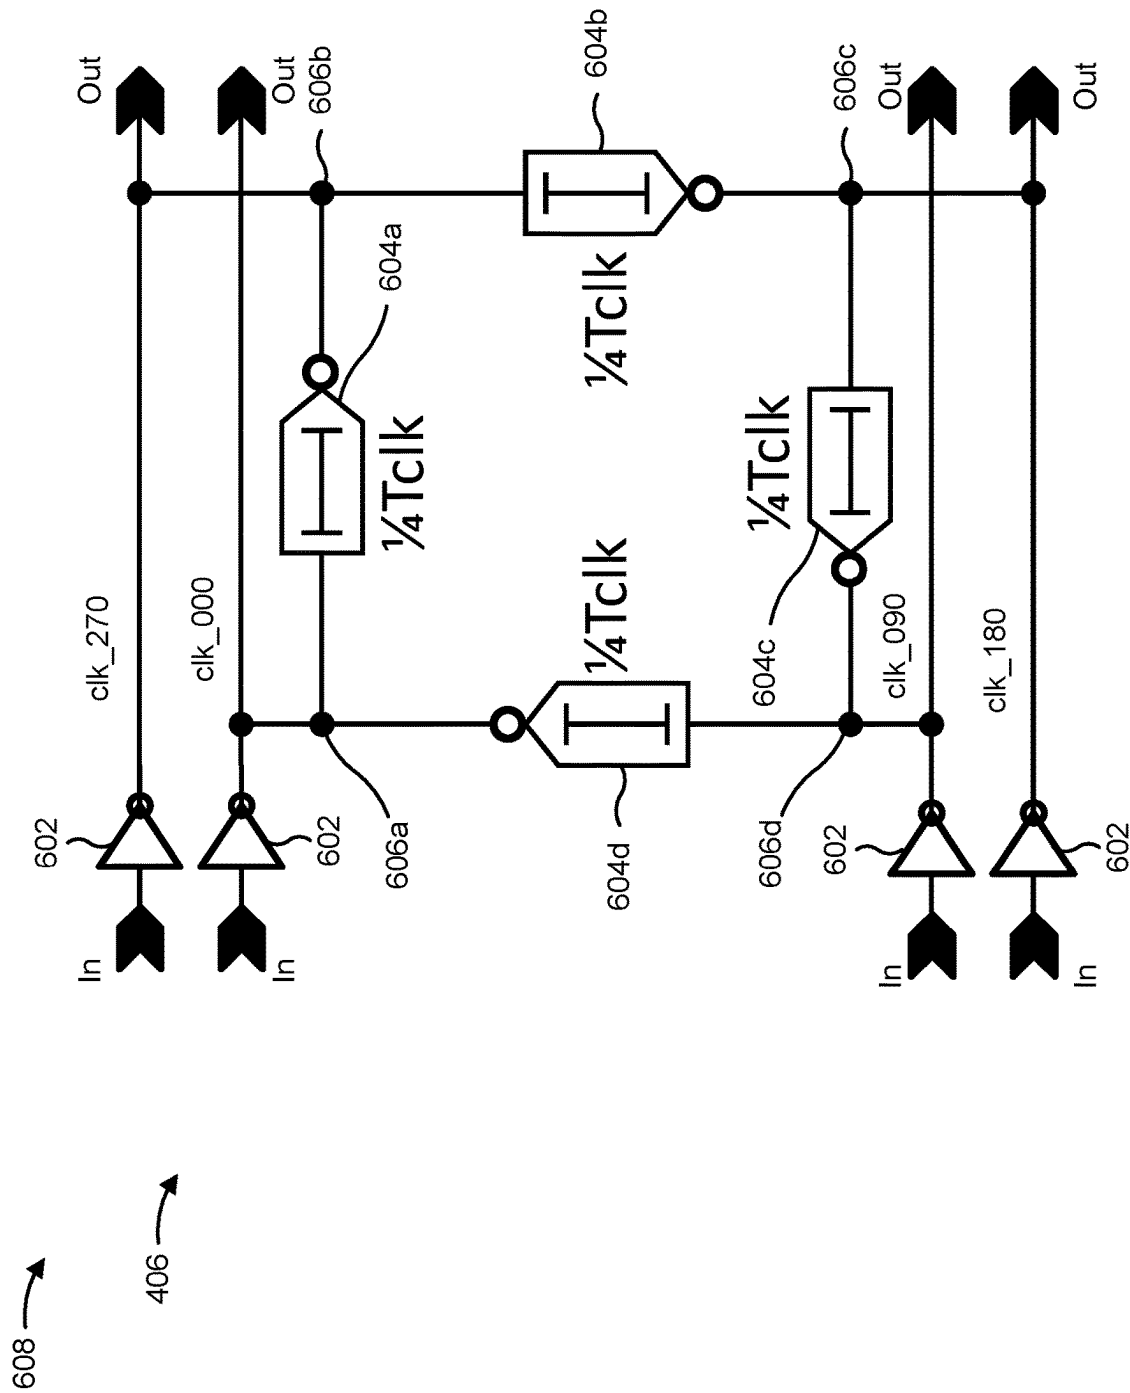 608
406
In
602
clk_270
Out
In
602
clk_000
Out
606a
606b
604a
¼Tclk
604d
¼Tclk
604b
¼Tclk
604c
¼Tclk
606d
606c
In
602
clk_090
Out
In
602
clk_180
Out